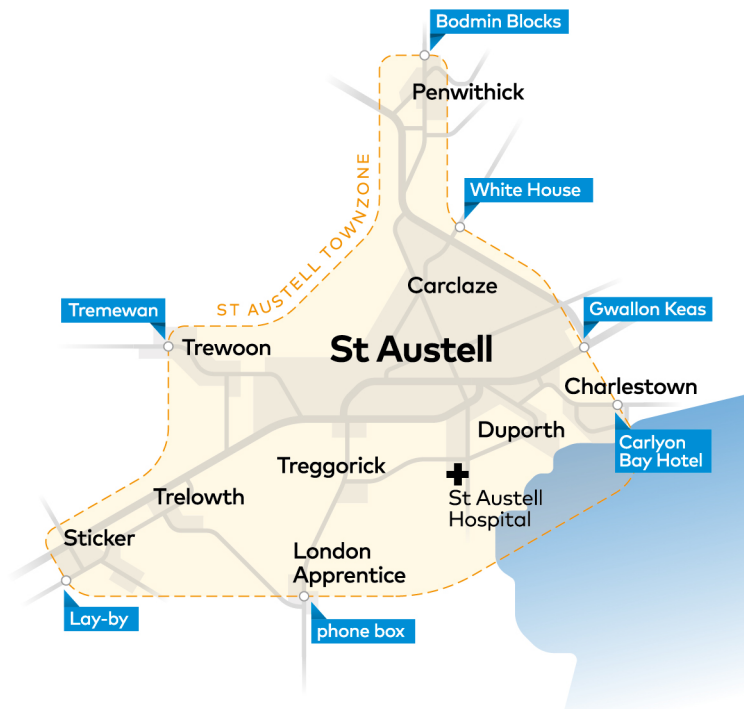 Bodmin Blocks
Penwithick
ST AUSTELL TOWNZONE
White House
Carclaze
Tremewan
Gwallon Keas
Trewoon
St Austell
Charlestown
Duporth
Carlyon
Bay Hotel
Treggorick
St Austell
Hospital
Trelowth
Sticker
London
Apprentice
Lay-by
phone box